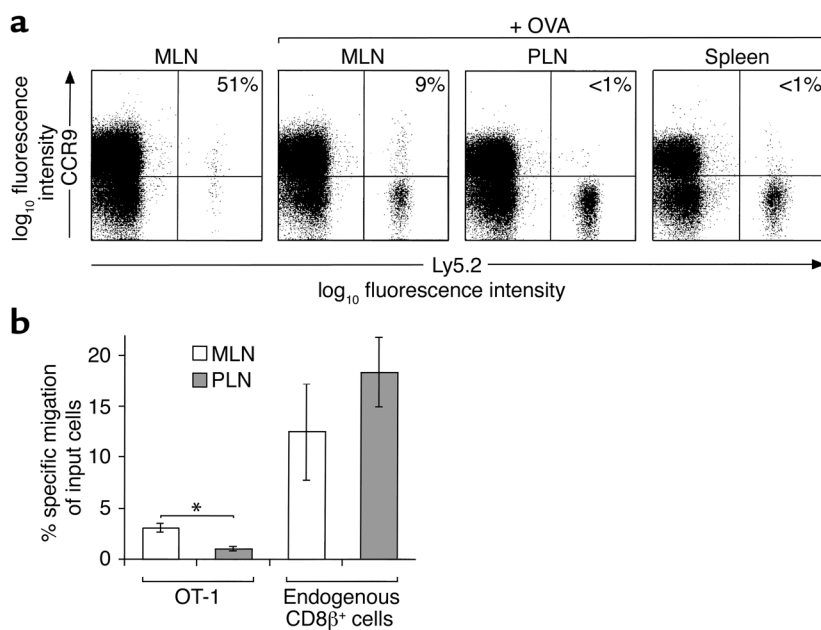 a
+ OVA
MLN MLN PLN Spleen
51% 9% <1% <1%
log10 fluorescence
intensity
CCR9
Ly5.2
log10 fluorescence intensity
b
MLN
PLN
% specific migation
of input cells
20
15
10
5
0
*
OT-1 Endogenous
CD8β+ cells